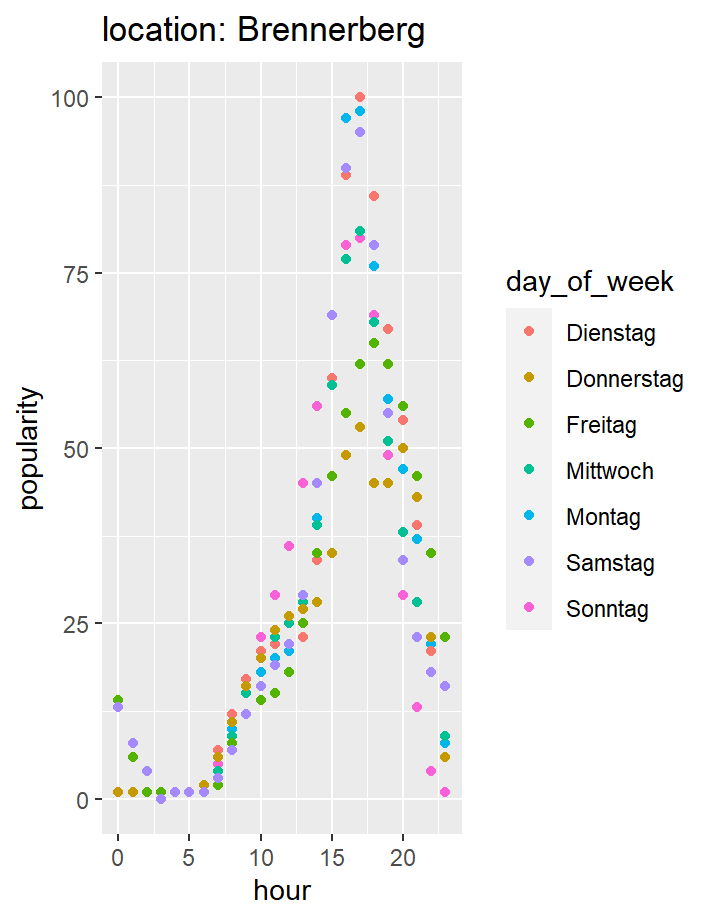 location: Brennerberg
100
75
50
25
0
popularity
0 5 10 15 20
hour
day_of_week
Dienstag
Donnerstag
Freitag
Mittwoch
Montag
Samstag
Sonntag